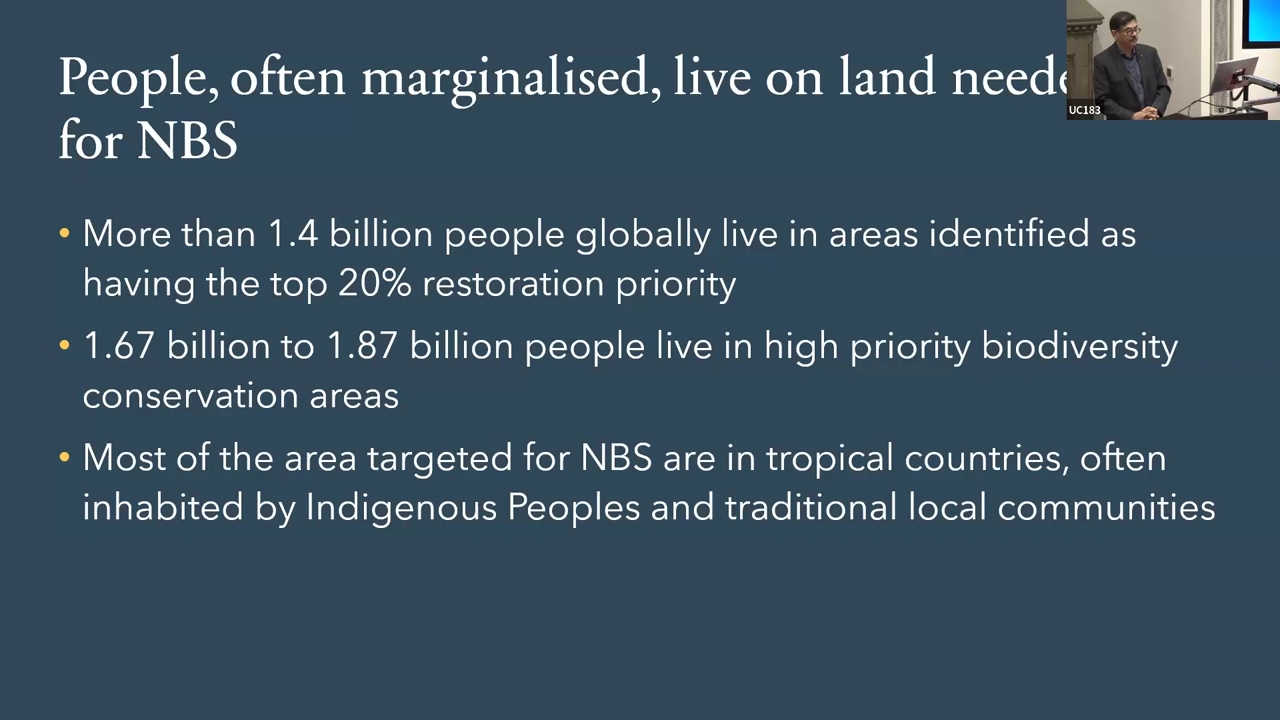 People, often marginalised, live on land
for NBS
• More than 1.4 billion people globally live in areas identified as
having the top 20% restoration priority
• 1.67 billion to 1.87 billion people live in high priority biodiversity
conservation areas
• Most of the area targeted for NBS are in tropical countries, often
inhabited by Indigenous Peoples and traditional local communities
UC183